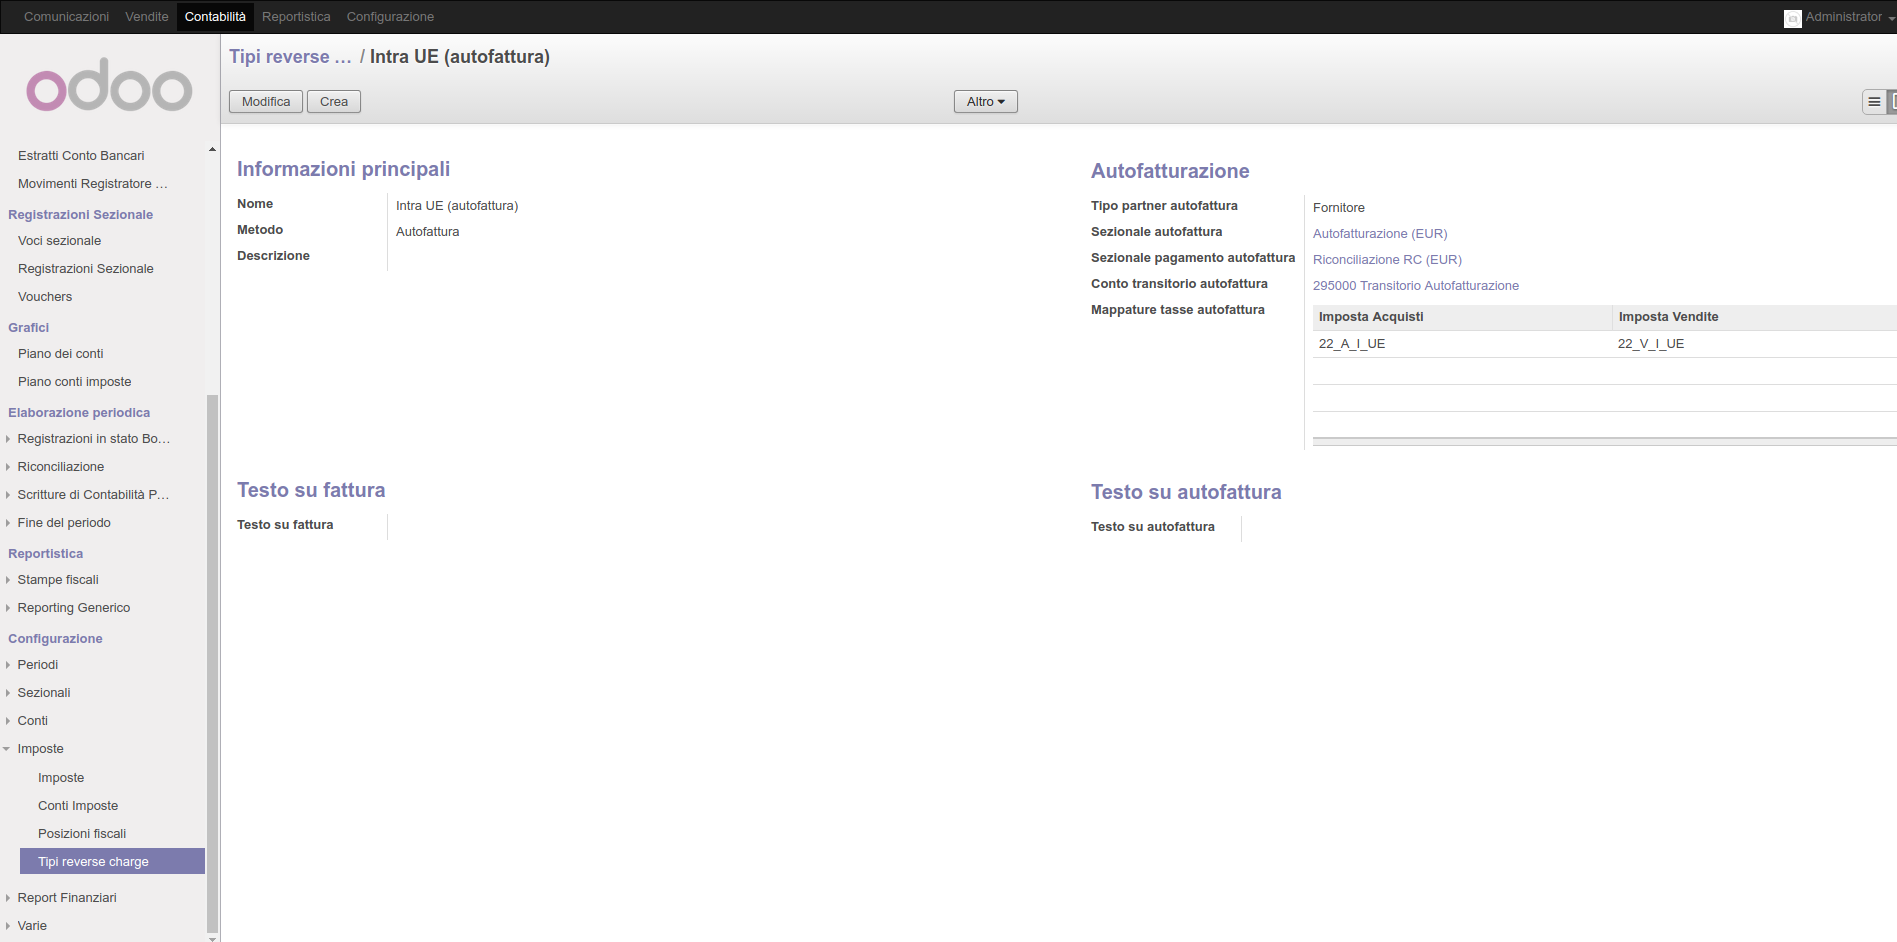 Comunicazioni Vendite Contabilità Reportistica Configurazione Administrator
odoo
Estratti Conto Bancari
Movimenti Registratore …
Registrazioni Sezionale
Voci sezionale
Registrazioni Sezionale
Vouchers
Grafici
Piano dei conti
Piano conti imposte
Elaborazione periodica
Registrazioni in stato Bo…
Riconciliazione
Scritture di Contabilità P…
Fine del periodo
Reportistica
Stampe fiscali
Reporting Generico
Configurazione
Periodi
Sezionali
Conti
Imposte
Imposte
Conti Imposte
Posizioni fiscali
Tipi reverse charge
Report Finanziari
Varie
Tipi reverse … / Intra UE (autofattura)
Modifica Crea Altro
Informazioni principali
Nome Intra UE (autofattura)
Metodo Autofattura
Descrizione
Autofatturazione
Tipo partner autofattura Fornitore
Sezionale autofattura Autofatturazione (EUR)
Sezionale pagamento autofattura Riconciliazione RC (EUR)
Conto transitorio autofattura 295000 Transitorio Autofatturazione
Mappature tasse autofattura
Imposta Acquisti Imposta Vendite
22_A_I_UE 22_V_I_UE
Testo su fattura
Testo su fattura
Testo su autofattura
Testo su autofattura